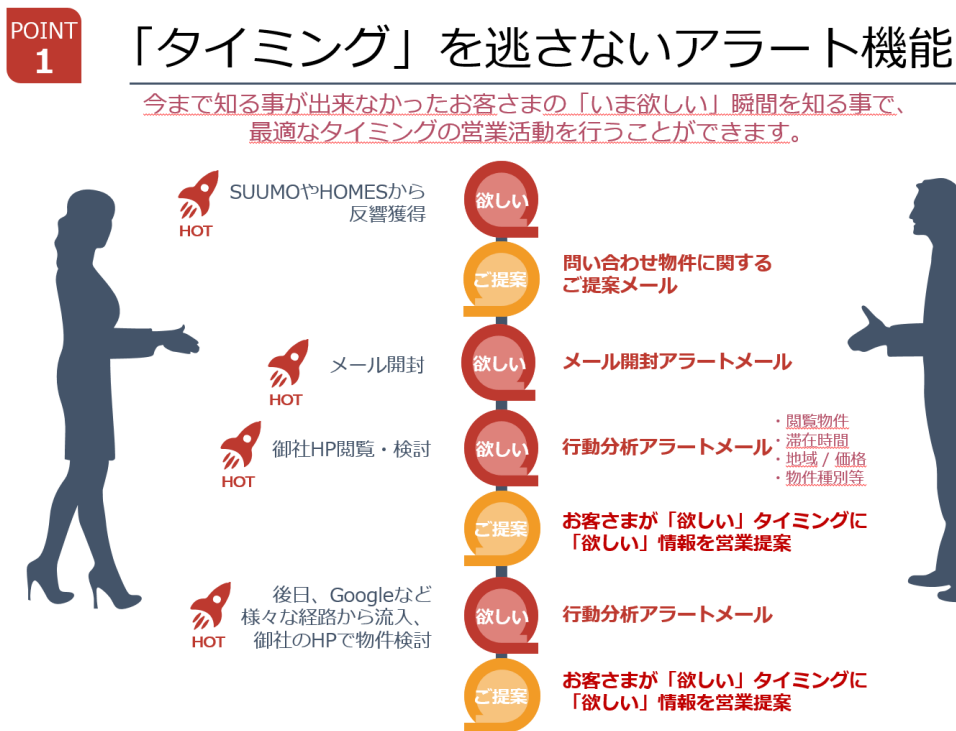 POINT
1
「タイミング」を逃さないアラート機能
今まで知る事が出来なかったお客さまの「いま欲しい」瞬間を知る事で、
最適なタイミングの営業活動を行うことができます。
HOT
SUUMOやHOMESから
反響獲得
欲しい
ご提案
問い合わせ物件に関する
ご提案メール
HOT
メール開封
欲しい
メール開封アラートメール
HOT
御社HP閲覧・検討
欲しい
行動分析アラートメール
・閲覧物件
・滞在時間
・地域 / 価格
・物件種別等
ご提案
お客さまが「欲しい」タイミングに
「欲しい」情報を営業提案
HOT
後日、Googleなど
様々な経路から流入、
御社のHPで物件検討
欲しい
行動分析アラートメール
ご提案
お客さまが「欲しい」タイミングに
「欲しい」情報を営業提案